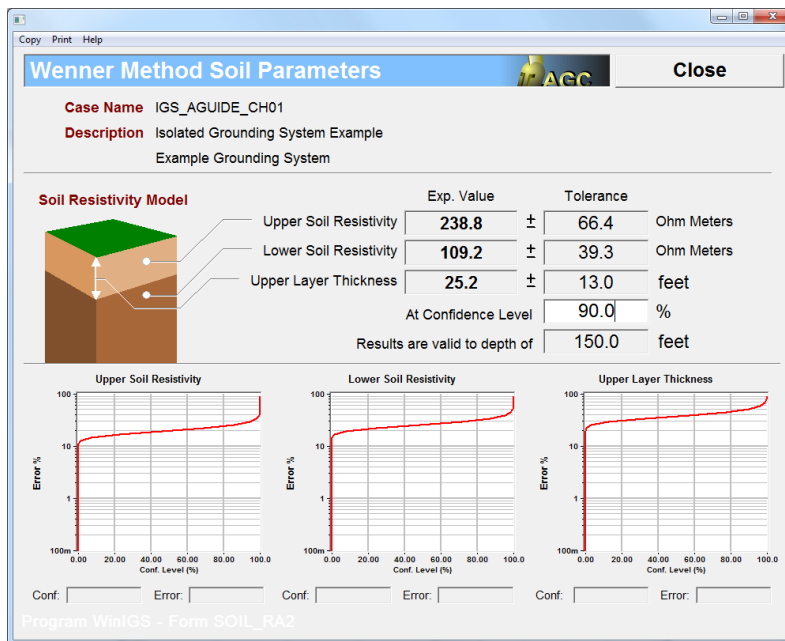 Copy Print Help
Wenner Method Soil Parameters
AGC
Close
Case Name IGS_AGUIDE_CH01
Description Isolated Grounding System Example
Example Grounding System
Soil Resistivity Model
Exp. Value Tolerance
Upper Soil Resistivity 238.8 ± 66.4 Ohm Meters
Lower Soil Resistivity 109.2 ± 39.3 Ohm Meters
Upper Layer Thickness 25.2 ± 13.0 feet
At Confidence Level 90.0 %
Results are valid to depth of 150.0 feet
Upper Soil Resistivity
100
10
1
100m
Error %
0.00 20.00 40.00 60.00 80.00 100.0
Conf. Level (%)
Conf: Error:
Lower Soil Resistivity
100
10
1
100m
Error %
0.00 20.00 40.00 60.00 80.00 100.0
Conf. Level (%)
Conf: Error:
Upper Layer Thickness
100
10
1
100m
Error %
0.00 20.00 40.00 60.00 80.00 100.0
Conf. Level (%)
Conf: Error:
Program WinIGS - Form SOIL_RA2